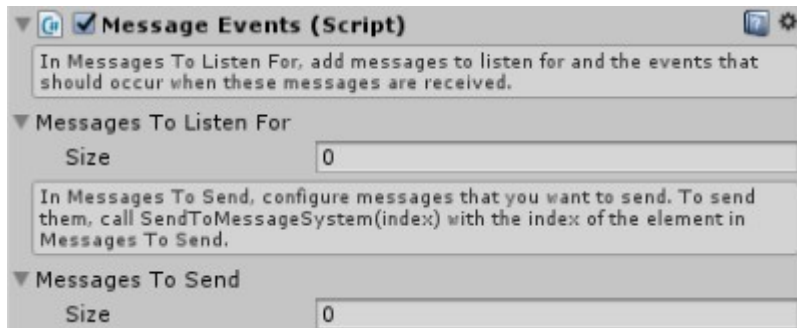 Message Events (Script)
In Messages To Listen For, add messages to listen for and the events that
should occur when these messages are received.
Messages To Listen For
Size 0
In Messages To Send, configure messages that you want to send. To send
them, call SendToMessageSystem(index) with the index of the element in
Messages To Send.
Messages To Send
Size 0